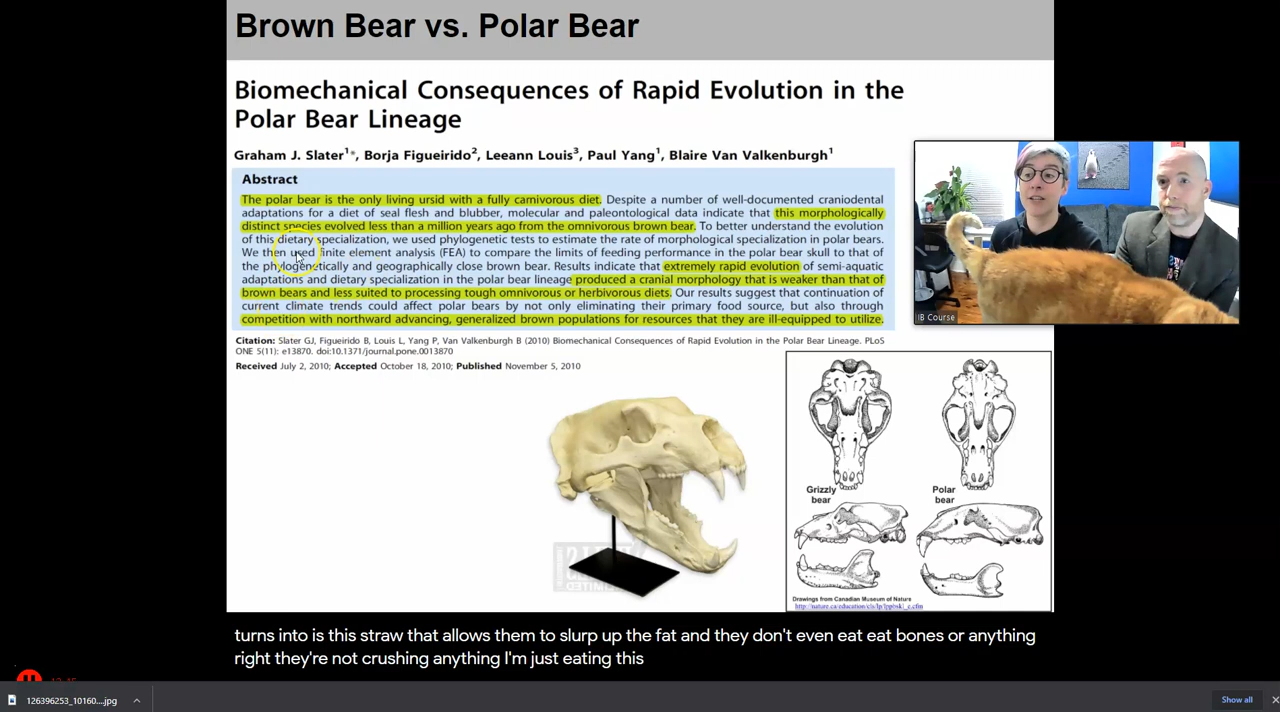 Brown Bear vs. Polar Bear
Biomechanical Consequences of Rapid Evolution in the
Polar Bear Lineage
Graham J. Slater1*, Borja Figueirido2, Leeann Louis3, Paul Yang1, Blaire Van Valkenburgh1
Abstract
The polar bear is the only living ursid with a fully carnivorous diet. Despite a number of well-documented craniodental
adaptations for a diet of seal flesh and blubber, molecular and paleontological data indicate that this morphologically
distinct species evolved less than a million years ago from the omnivorous brown bear. To better understand the evolution
of this dietary specialization, we used phylogenetic tests to estimate the rate of morphological specialization in polar bears.
We then used finite element analysis (FEA) to compare the limits of feeding performance in the polar bear skull to that of
the phylogenetically and geographically close brown bear. Results indicate that extremely rapid evolution of semi-aquatic
adaptations and dietary specialization in the polar bear lineage produced a cranial morphology that is weaker than that of
brown bears and less suited to processing tough omnivorous or herbivorous diets. Our results suggest that continuation of
current climate trends could affect polar bears by not only eliminating their primary food source, but also through
competition with northward advancing, generalized brown populations for resources that they are ill-equipped to utilize.
Citation: Slater GJ, Figueirido B, Louis L, Yang P, Van Valkenburgh B (2010) Biomechanical Consequences of Rapid Evolution in the Polar Bear Lineage. PLoS
ONE 5(11): e13870. doi:10.1371/journal.pone.0013870
Received July 2, 2010; Accepted October 18, 2010; Published November 5, 2010
IB Course
Grizzly
bear
Polar
bear
Drawings from Canadian Museum of Nature
turns into is this straw that allows them to slurp up the fat and they don't even eat eat bones or anything
right they're not crushing anything I'm just eating this
126396253_10160....jpg
Show all